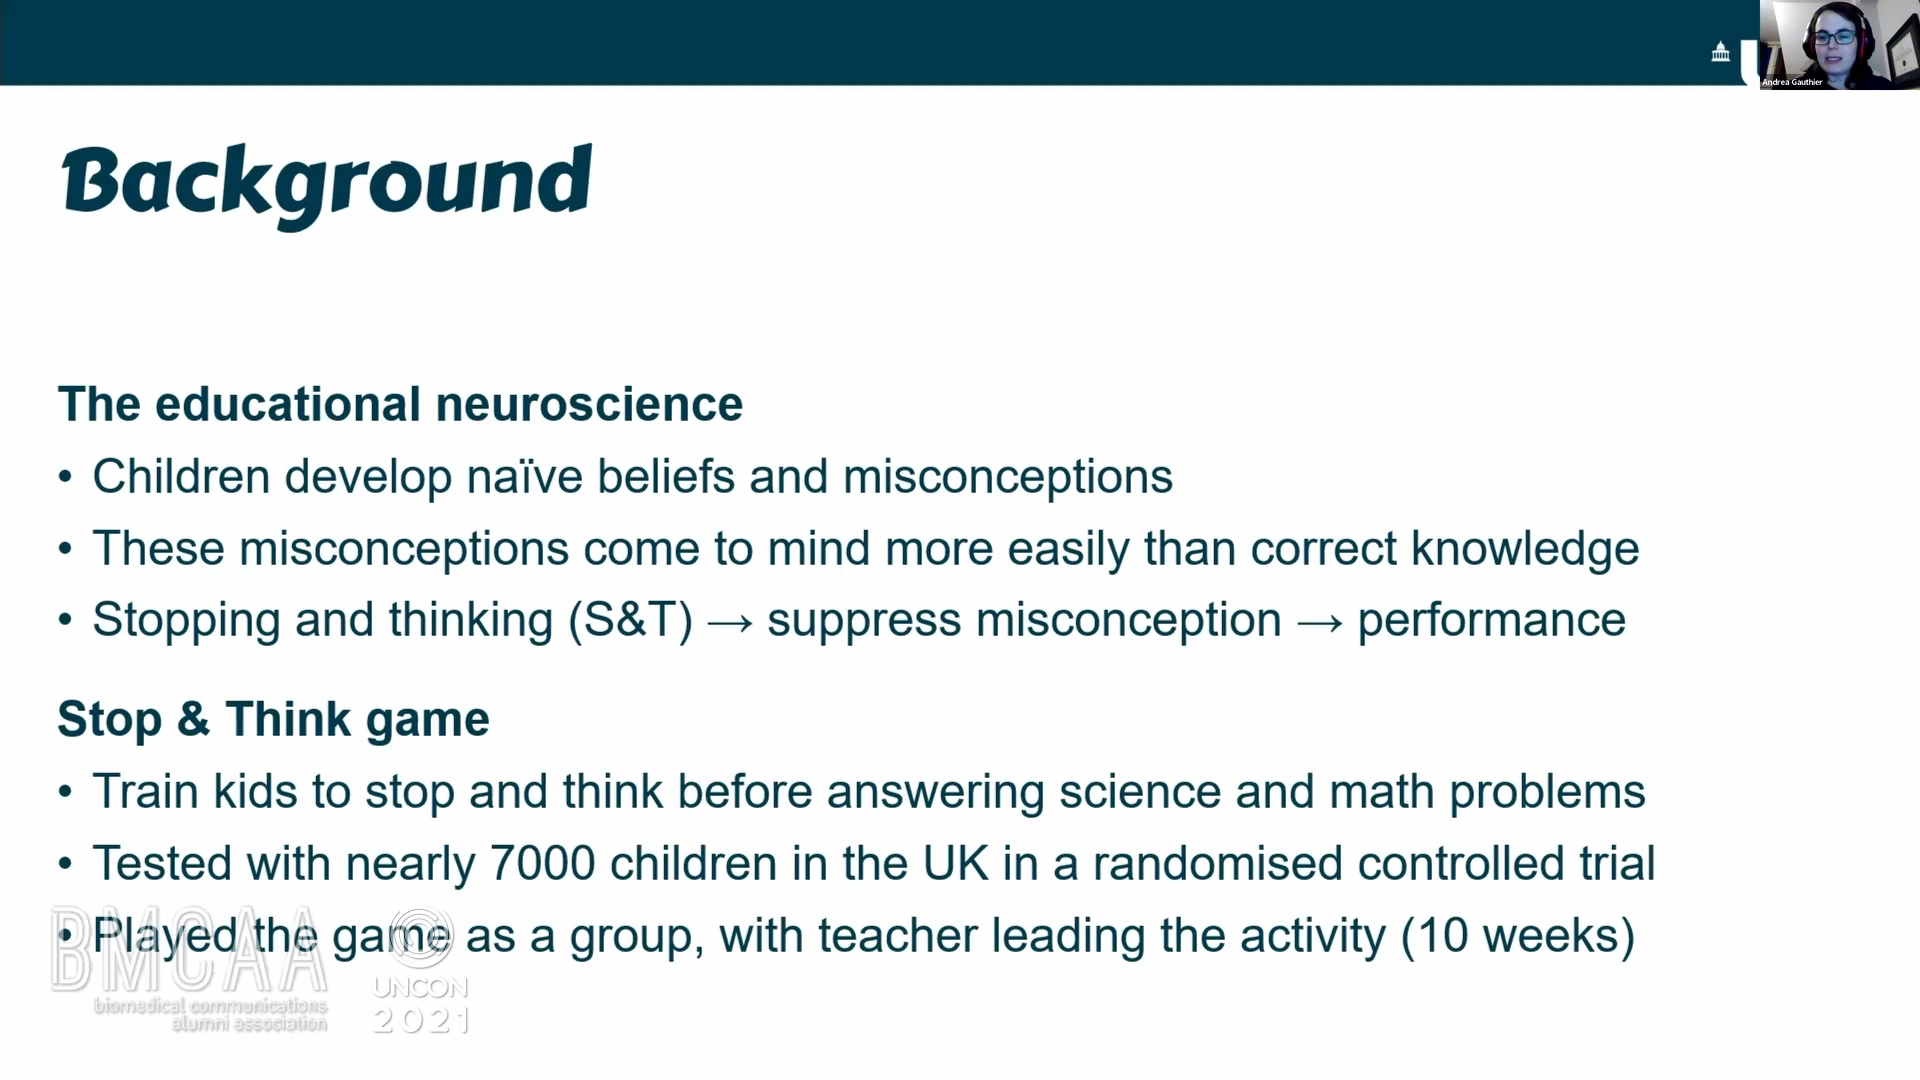 Andrea Gauthier
Background
The educational neuroscience
• Children develop naïve beliefs and misconceptions
• These misconceptions come to mind more easily than correct knowledge
• Stopping and thinking (S&T) → suppress misconception → performance
Stop & Think game
• Train kids to stop and think before answering science and math problems
• Tested with nearly 7000 children in the UK in a randomised controlled trial
• Played the game as a group, with teacher leading the activity (10 weeks)
BMCAA
biomedical communications
alumni association
UNCON
2021